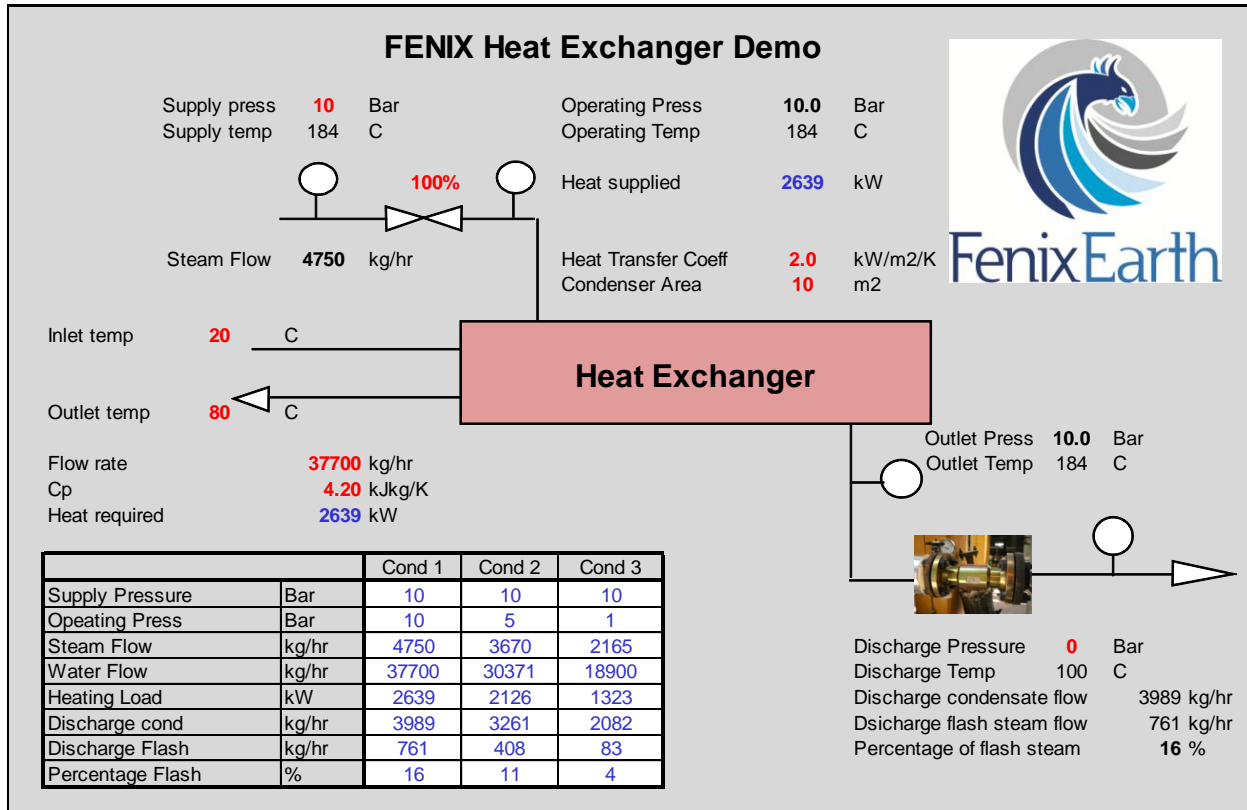 FENIX Heat Exchanger Demo
Supply press 10 Bar
Supply temp 184 C
Operating Press 10.0 Bar
Operating Temp 184 C
100%
Heat supplied 2639 kW
Steam Flow 4750 kg/hr
Heat Transfer Coeff 2.0 kW/m2/K
Condenser Area 10 m2
FenixEarth
Inlet temp 20 C
Heat Exchanger
Outlet temp 80 C
Outlet Press 10.0 Bar
Outlet Temp 184 C
Flow rate 37700 kg/hr
Cp 4.20 kJkg/K
Heat required 2639 kW
Cond 1 Cond 2 Cond 3
Supply Pressure Bar 10 10 10
Opeating Press Bar 10 5 1
Steam Flow kg/hr 4750 3670 2165
Water Flow kg/hr 37700 30371 18900
Heating Load kW 2639 2126 1323
Discharge cond kg/hr 3989 3261 2082
Discharge Flash kg/hr 761 408 83
Percentage Flash % 16 11 4
Discharge Pressure 0 Bar
Discharge Temp 100 C
Discharge condensate flow 3989 kg/hr
Dsicharge flash steam flow 761 kg/hr
Percentage of flash steam 16 %